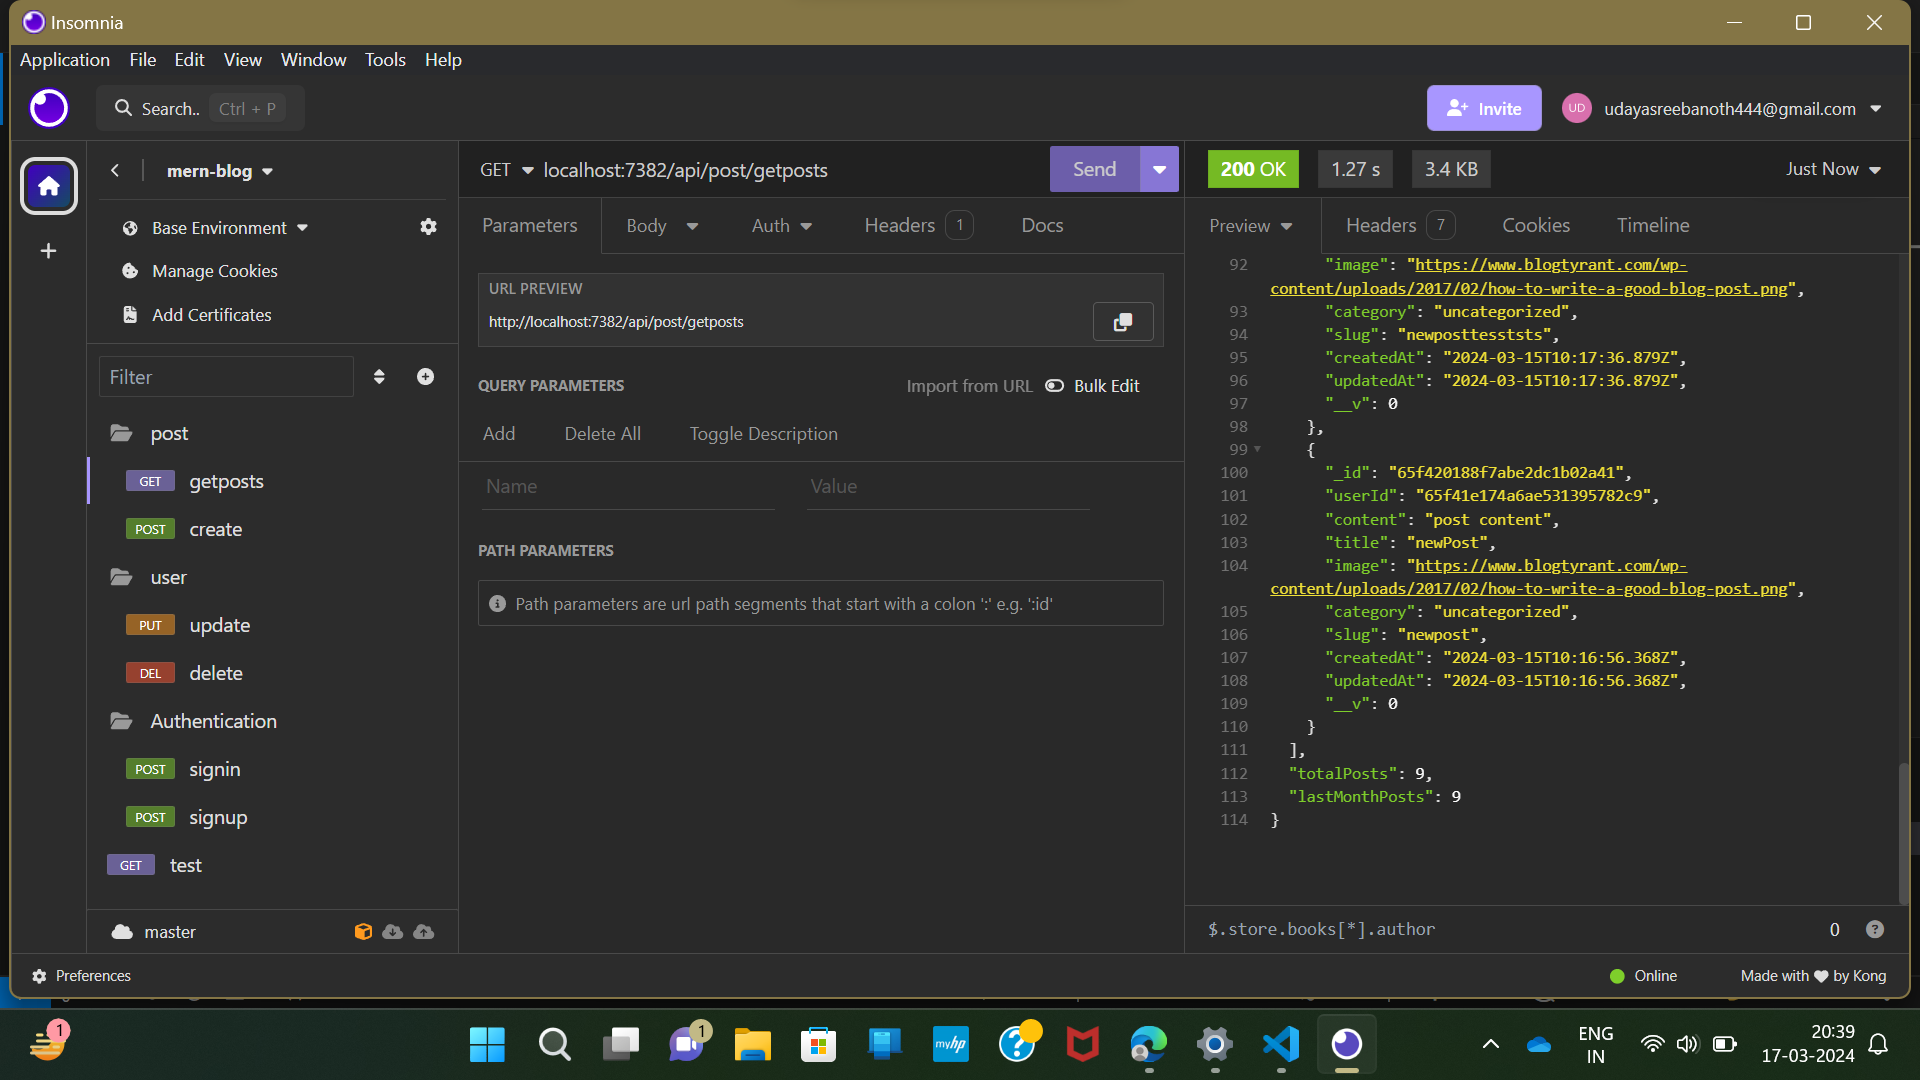 Insomnia
Application File Edit View Window Tools Help
Search.. Ctrl + P
Invite
UD
udayasreebanoth444@gmail.com
mern-blog
Base Environment
Manage Cookies
Add Certificates
Filter
post
GET getposts
POST create
user
PUT update
DEL delete
Authentication
POST signin
POST signup
GET test
master
GET localhost:7382/api/post/getposts
Send
Parameters Body Auth Headers 1 Docs
URL PREVIEW
http://localhost:7382/api/post/getposts
QUERY PARAMETERS Import from URL Bulk Edit
Add Delete All Toggle Description
Name Value
PATH PARAMETERS
Path parameters are url path segments that start with a colon ':' e.g. ':id'
200 OK 1.27 s 3.4 KB Just Now
Preview Headers 7 Cookies Timeline
92 "image": "https://www.blogtyrant.com/wp-
content/uploads/2017/02/how-to-write-a-good-blog-post.png",
93 "category": "uncategorized",
94 "slug": "newposttesststs",
95 "createdAt": "2024-03-15T10:17:36.879Z",
96 "updatedAt": "2024-03-15T10:17:36.879Z",
97 "__v": 0
98 },
99 {
100 "_id": "65f420188f7abe2dc1b02a41",
101 "userId": "65f41e174a6ae531395782c9",
102 "content": "post content",
103 "title": "newPost",
104 "image": "https://www.blogtyrant.com/wp-
content/uploads/2017/02/how-to-write-a-good-blog-post.png",
105 "category": "uncategorized",
106 "slug": "newpost",
107 "createdAt": "2024-03-15T10:16:56.368Z",
108 "updatedAt": "2024-03-15T10:16:56.368Z",
109 "__v": 0
110 }
111 ],
112 "totalPosts": 9,
113 "lastMonthPosts": 9
114 }
$.store.books[*].author 0 ?
Preferences
Online
Made with ❤ by Kong
1
1
myhp
?
ENG
IN
20:39
17-03-2024